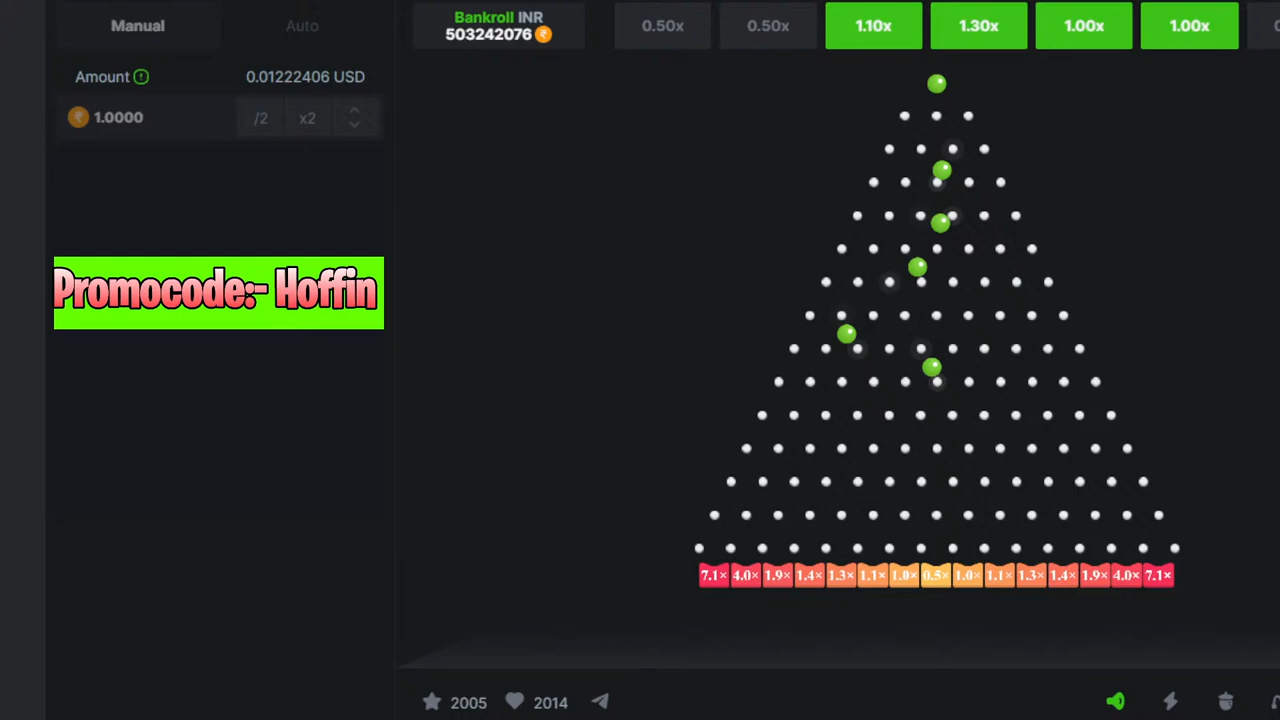 Manual Auto
Amount 0.01222406 USD
1.0000 /2 x2
Promocode:- Hoffin
Bankroll INR
503242076
0.50x 0.50x 1.10x 1.30x 1.00x 1.00x
7.1× 4.0× 1.9× 1.4× 1.3× 1.1× 1.0× 0.5× 1.0× 1.1× 1.3× 1.4× 1.9× 4.0× 7.1×
2005 2014